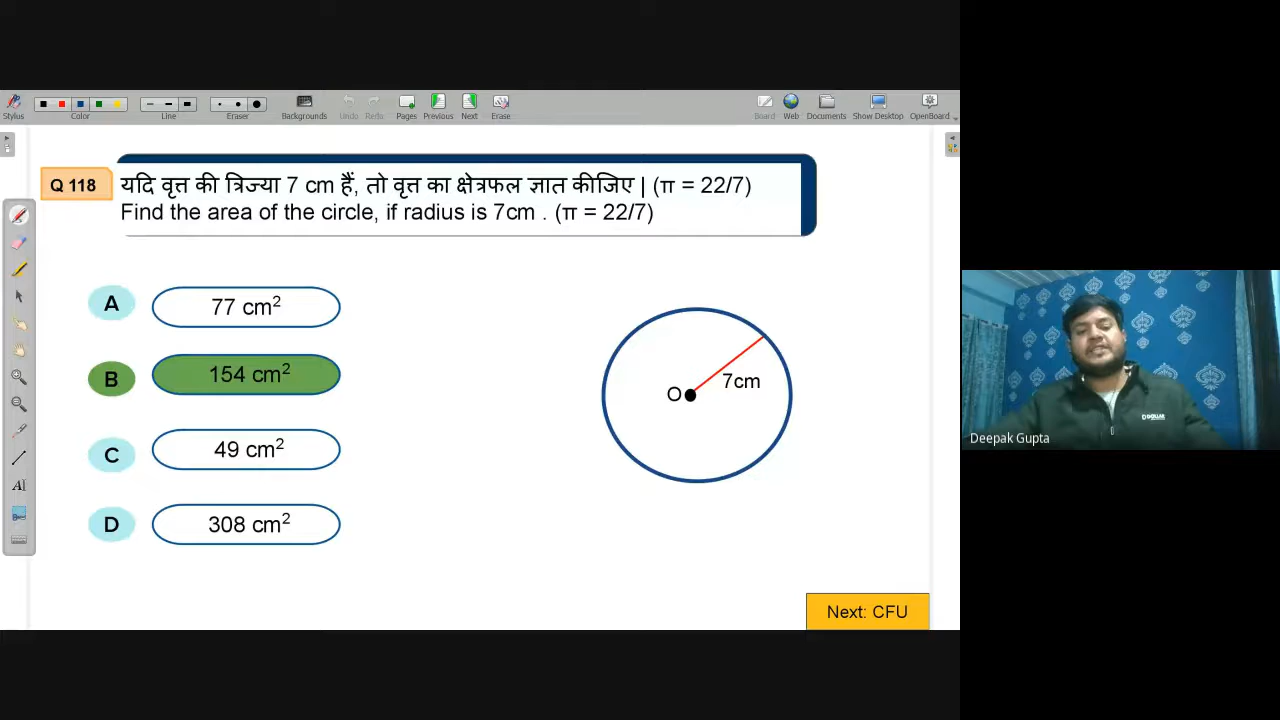 Stylus
Color
Line
Eraser
Backgrounds
Undo
Redo
Pages
Previous
Next
Erase
Board
Web
Documents
Show Desktop
OpenBoard
Q 118
यदि वृत्त की त्रिज्या 7 cm हैं, तो वृत्त का क्षेत्रफल ज्ञात कीजिए | (π = 22/7)
Find the area of the circle, if radius is 7cm . (π = 22/7)
A
77 cm²
B
154 cm²
C
49 cm²
D
308 cm²
O
7cm
AI
Next: CFU
DOLLAR
Deepak Gupta